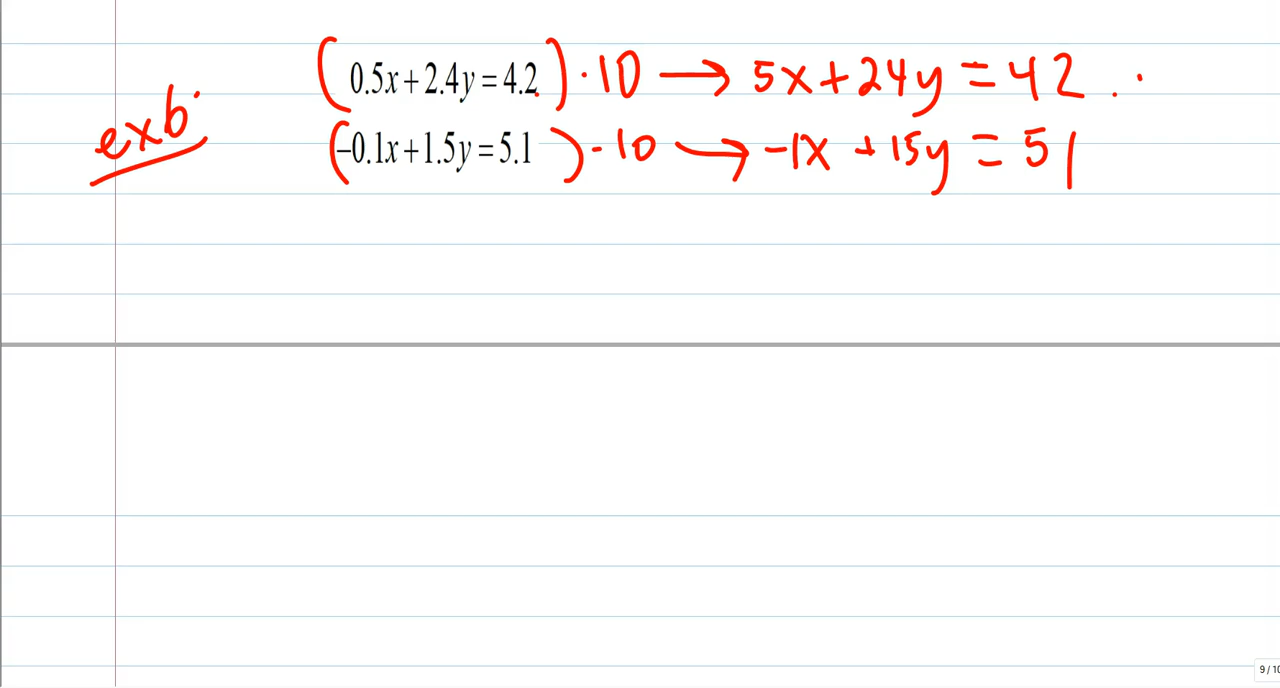 (0.5x+2.4y=4.2.)·10 → 5x+24y=42.
ex6.
(-0.1x+1.5y=5.1)·10 → -1x+15y=51
9 / 10